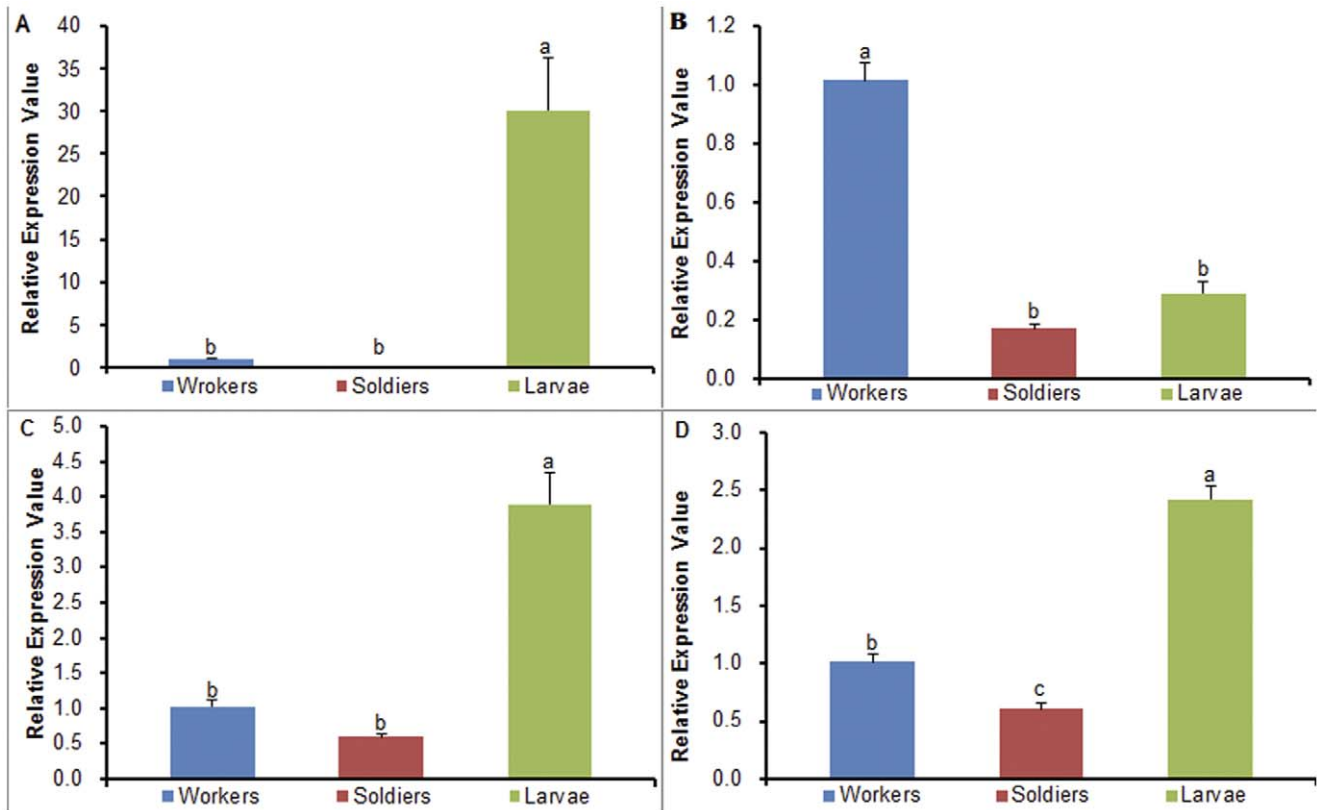 A
Relative Expression Value
40
35
30
25
20
15
10
5
0
b
b
a
Wrokers Soldiers Larvae
B
Relative Expression Value
1.2
1.0
0.8
0.6
0.4
0.2
0.0
a
b
b
Workers Soldiers Larvae
C
Relative Expression Value
5.0
4.5
4.0
3.5
3.0
2.5
2.0
1.5
1.0
0.5
0.0
b
b
a
Workers Soldiers Larvae
D
Relative Expression Value
3.0
2.5
2.0
1.5
1.0
0.5
0.0
b
c
a
Workers Soldiers Larvae